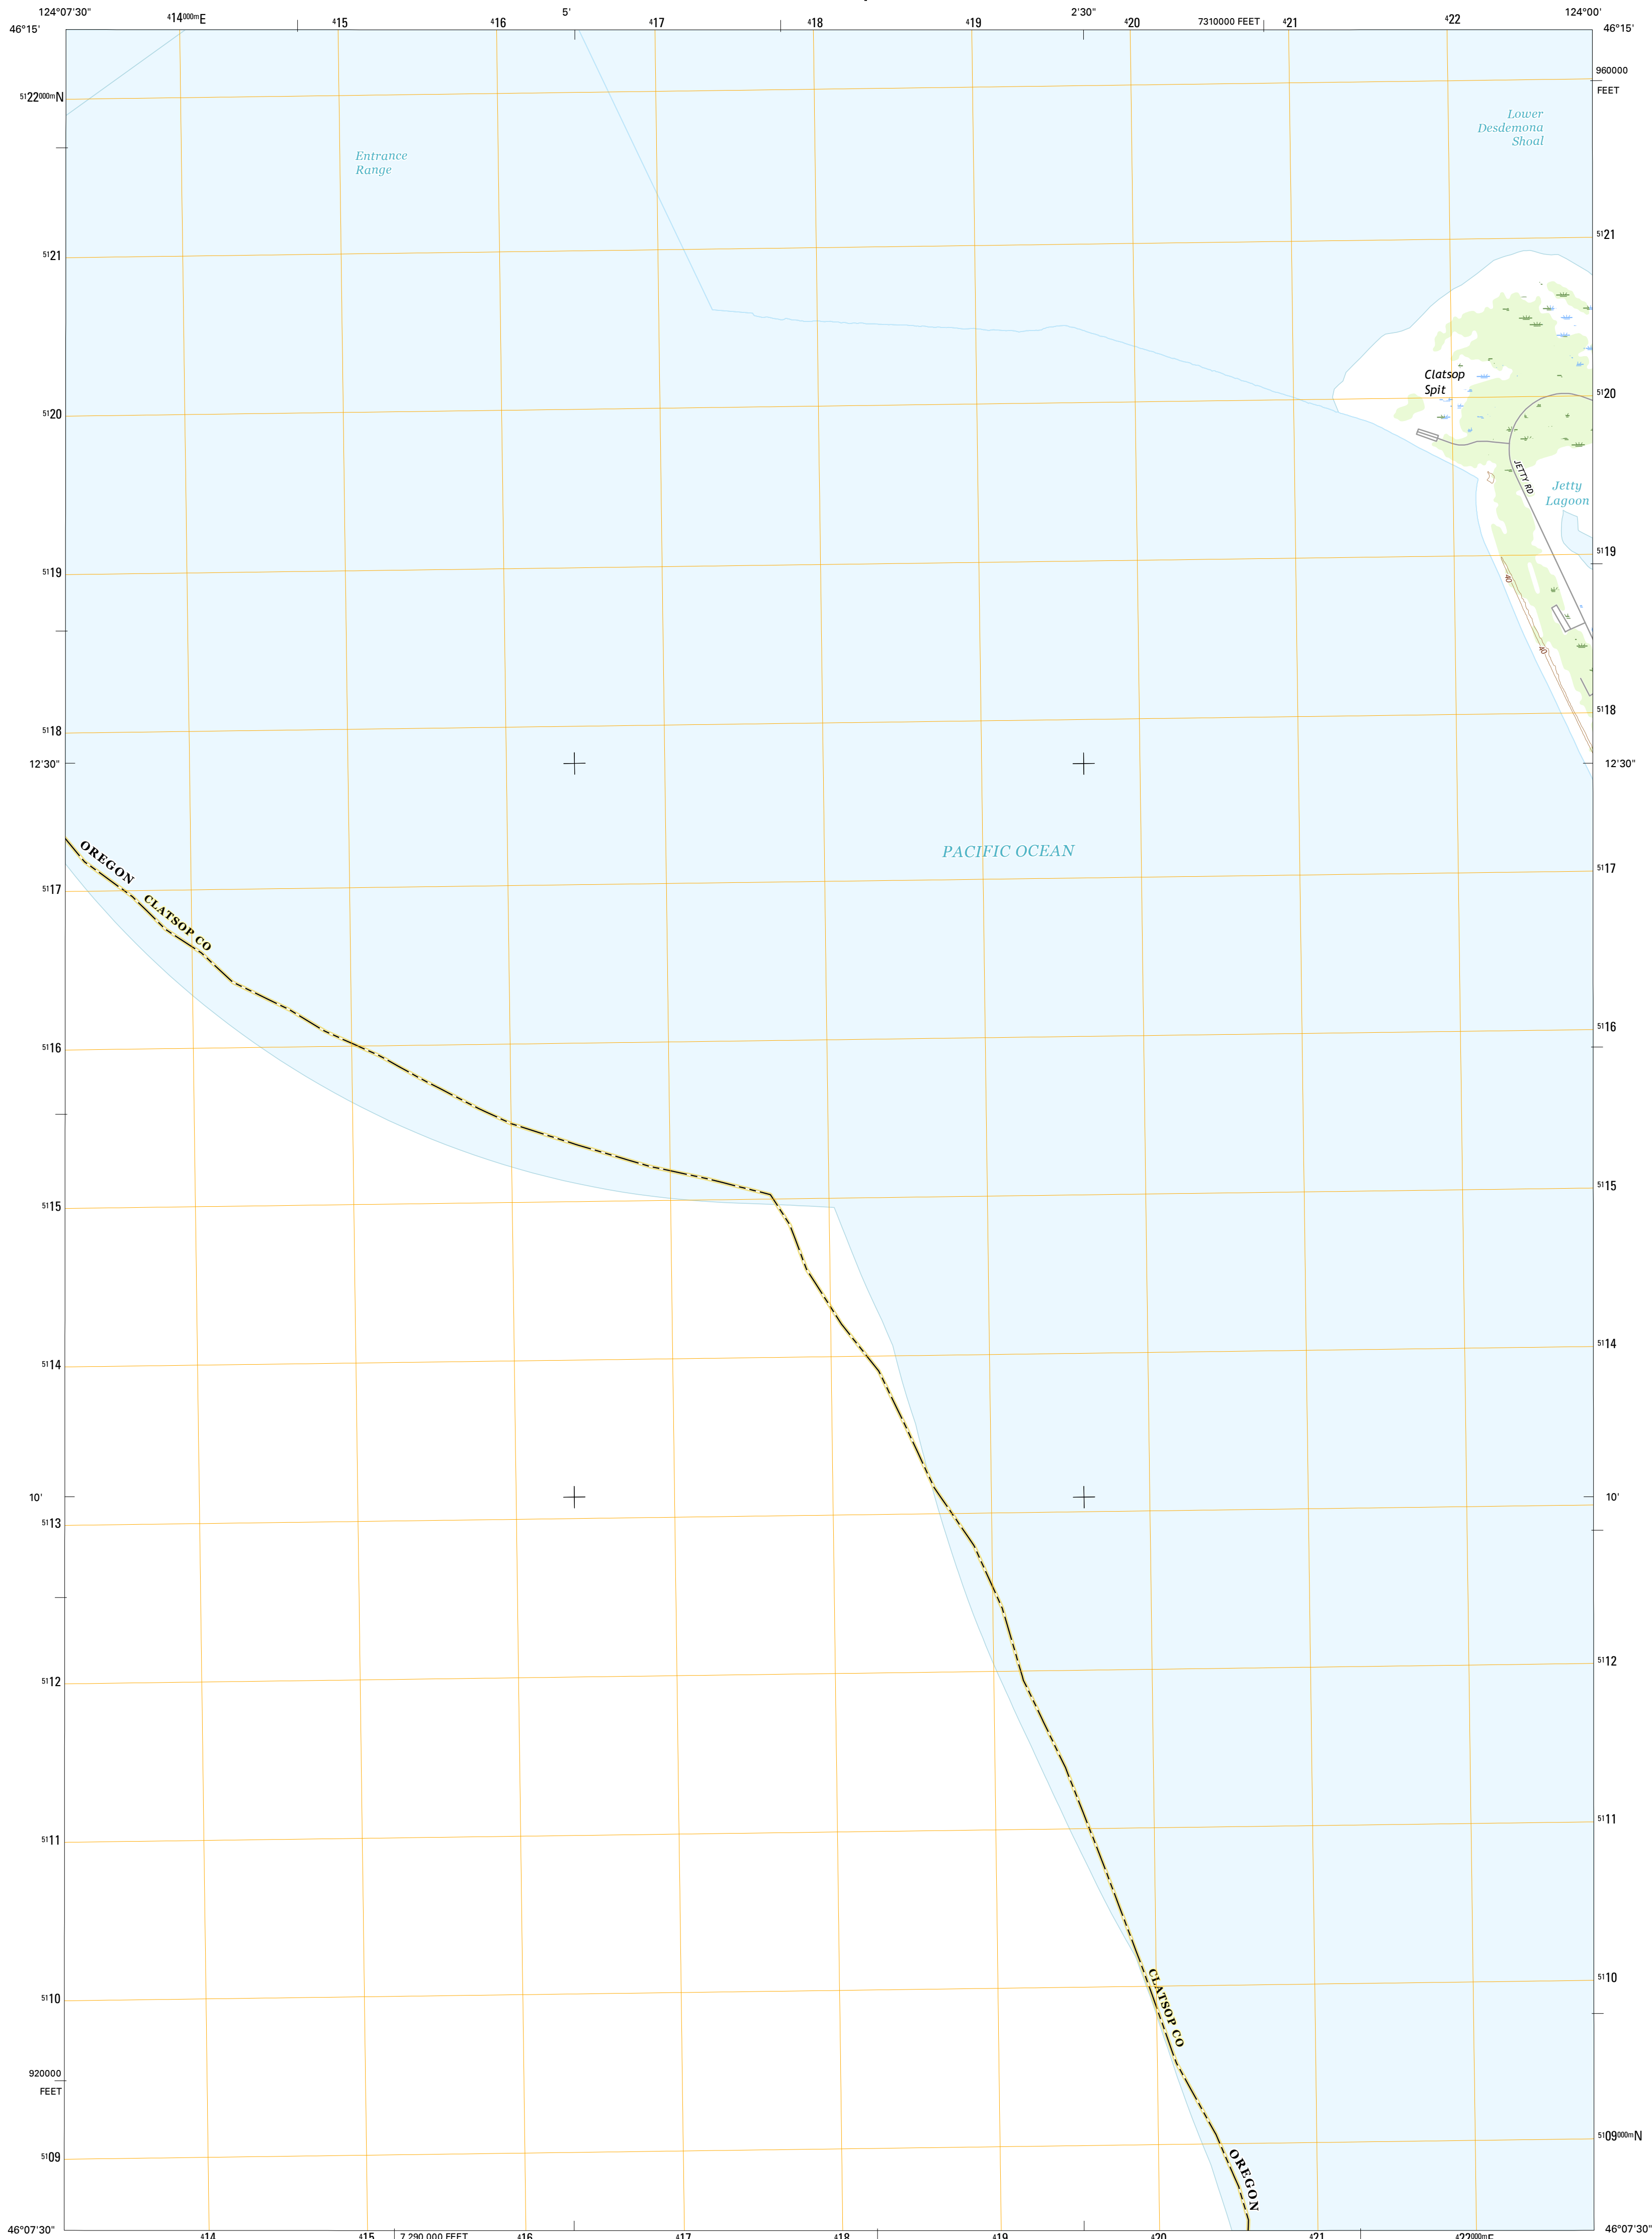 124°07'30"
414000mE
415
416
5'
417
418
419
2'30"
420
7310000 FEET
421
422
124°00'
46°15'
46°15'
960000
FEET
5122000mN
Lower
Desdemona
Shoal
Entrance
Range
5121
5121
Clatsop
Spit
5120
5120
JETTY RD
Jetty
Lagoon
5119
5119
40
40
5118
5118
12'30"
12'30"
OREGON
CLATSOP CO
PACIFIC OCEAN
5117
5117
5116
5116
5115
5115
5114
5114
10'
10'
5113
5112
5112
5111
5111
CLATSOP CO
5110
5110
920000
FEET
5109
5109000mN
OREGON
46°07'30"
46°07'30"
414
415
7 290 000 FEET
416
417
418
419
420
421
422000mE